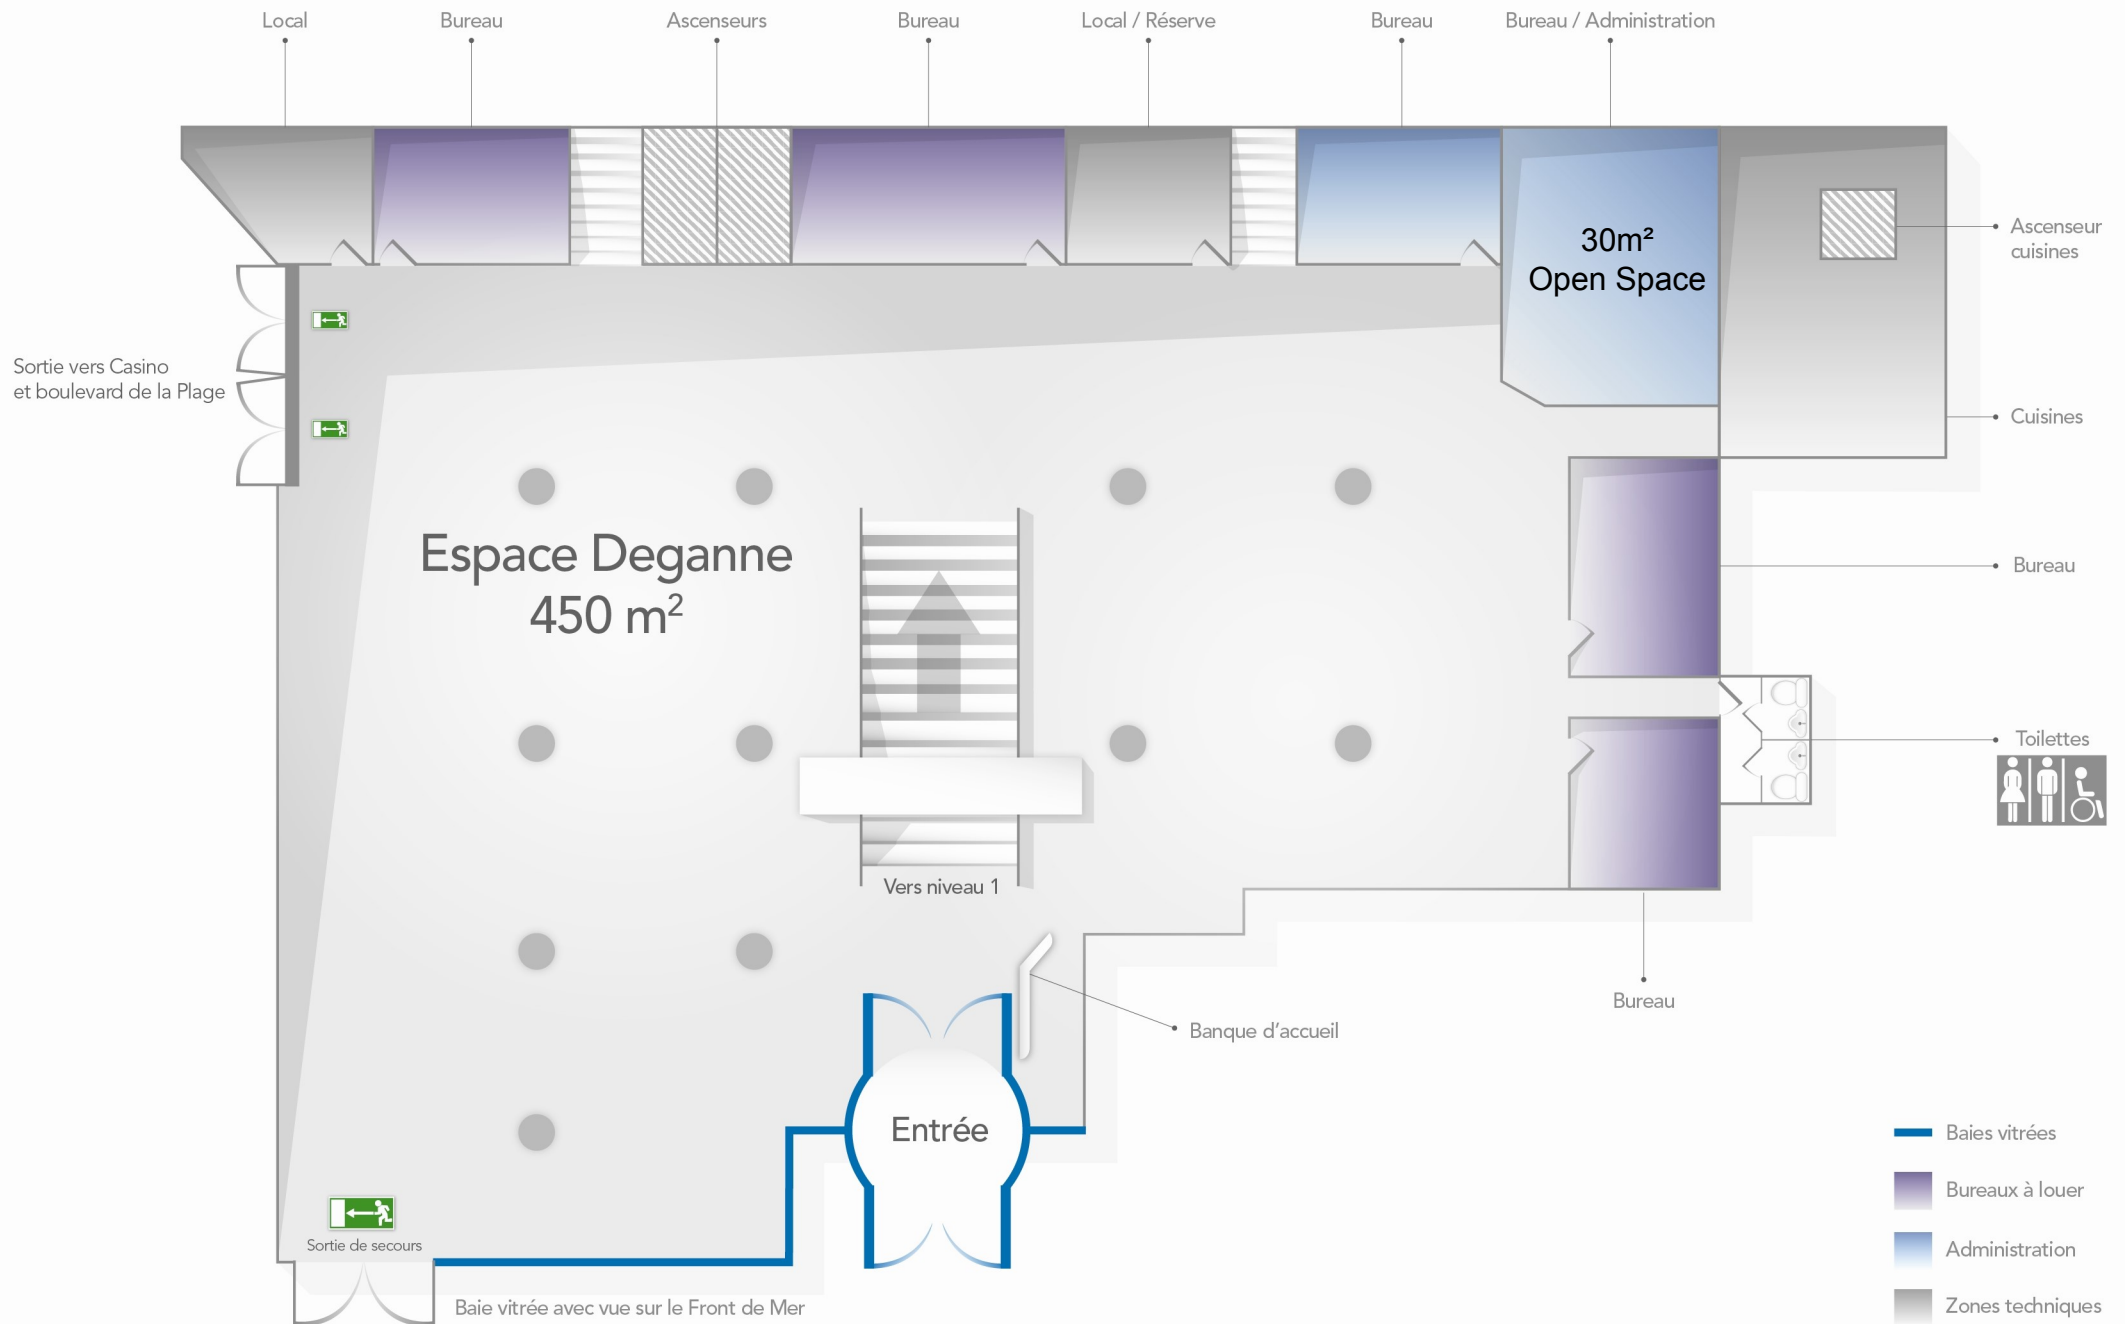 Local
Bureau
Ascenseurs
Bureau
Local / Réserve
Bureau
Bureau / Administration
30m²
Open Space
Ascenseur
cuisines
Sortie vers Casino
et boulevard de la Plage
Cuisines
Espace Deganne
450 m²
Bureau
Toilettes
Vers niveau 1
Bureau
Banque d'accueil
Entrée
Sortie de secours
Baie vitrée avec vue sur le Front de Mer
Baies vitrées
Bureaux à louer
Administration
Zones techniques